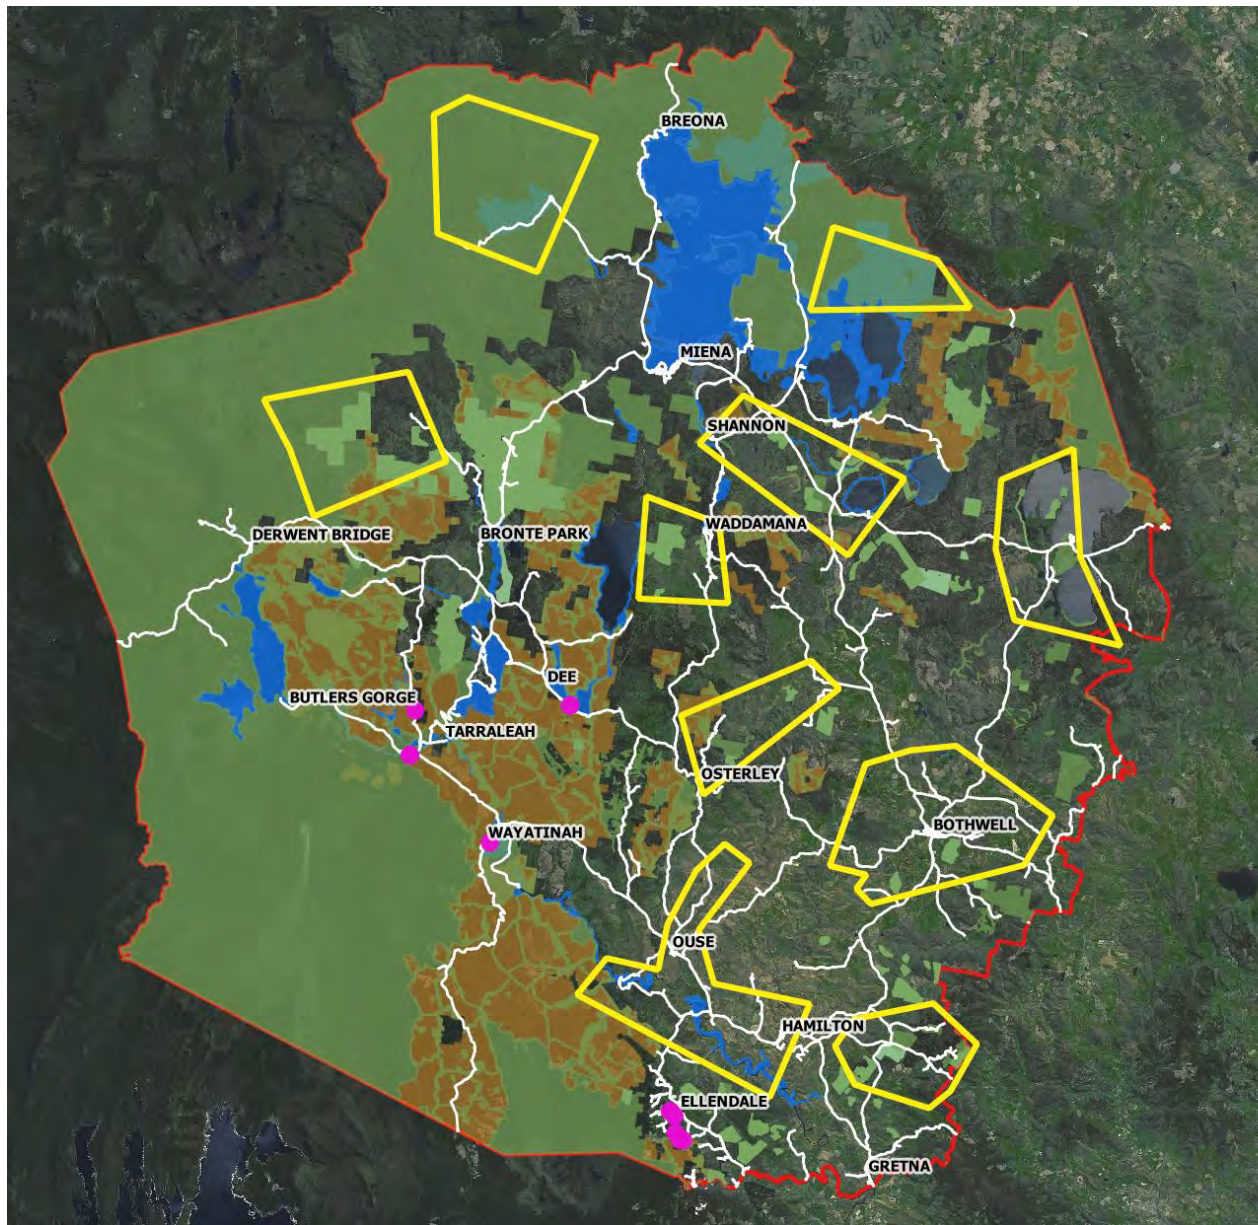 BREONA
MIENA
SHANNON
WADDAMANA
DERWENT BRIDGE
BRONTE PARK
DEE
BUTLERS GORGE
TARRALEAH
OSTERLEY
BOTHWELL
WAYATINAH
OUSE
HAMILTON
ELLENDALE
GRETNA